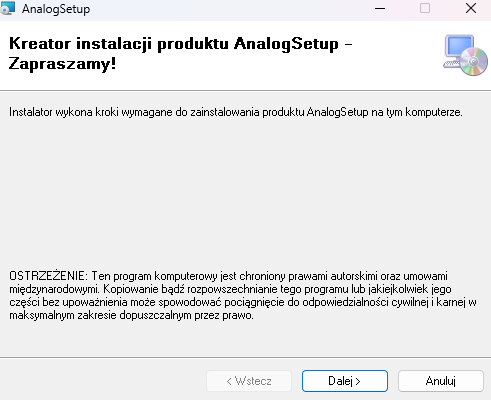 AnalogSetup
Kreator instalacji produktu AnalogSetup -
Zapraszamy!
Instalator wykona kroki wymagane do zainstalowania produktu AnalogSetup na tym komputerze.
OSTRZEŻENIE: Ten program komputerowy jest chroniony prawami autorskimi oraz umowami
międzynarodowymi. Kopiowanie bądź rozpowszechnianie tego programu lub jakiejkolwiek jego
części bez upoważnienia może spowodować pociągnięcie do odpowiedzialności cywilnej i karnej w
maksymalnym zakresie dopuszczalnym przez prawo.
< Wstecz
Dalej >
Anuluj